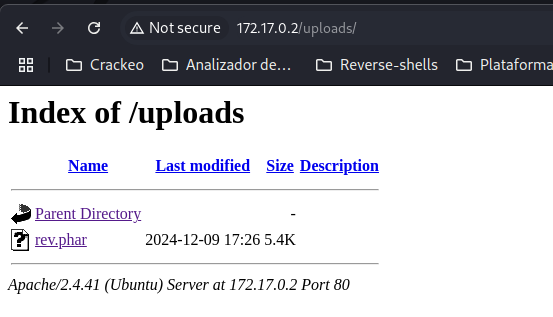 Not secure 172.17.0.2/uploads/
Crackeo Analizador de... Reverse-shells Plataforma
Index of /uploads
Name Last modified Size Description
Parent Directory -
rev.phar 2024-12-09 17:26 5.4K
Apache/2.4.41 (Ubuntu) Server at 172.17.0.2 Port 80